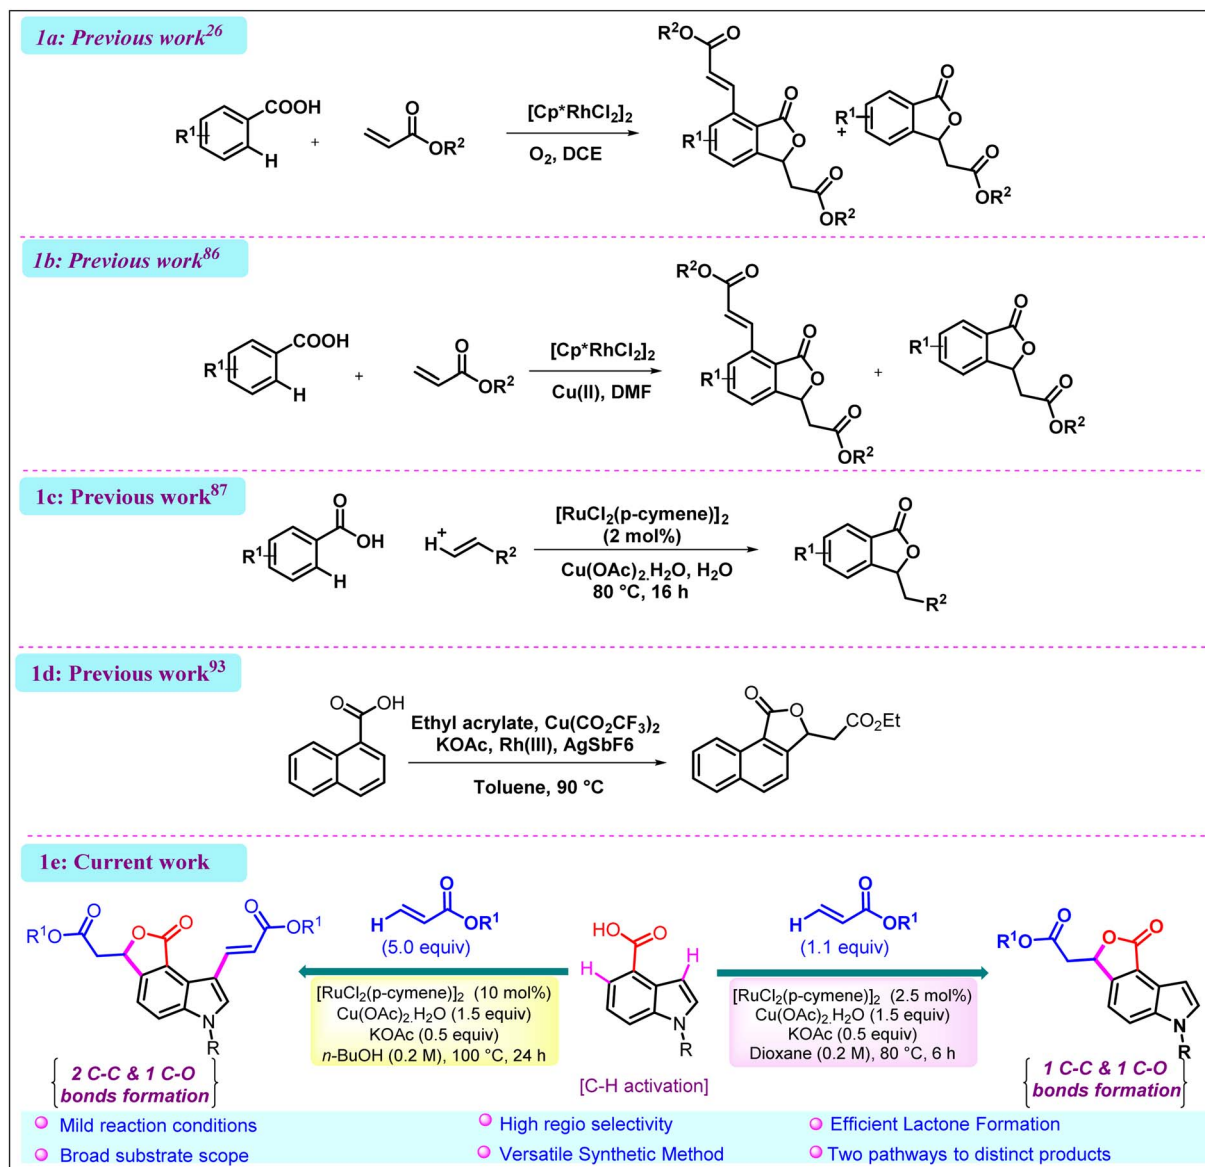 1a: Previous work26
R1
COOH
H
+
O
OR2
[Cp*RhCl2]2
O2, DCE
R2O
O
R1
O
O
O
OR2
+
R1
O
O
O
OR2
1b: Previous work86
R1
COOH
H
+
O
OR2
[Cp*RhCl2]2
Cu(II), DMF
R2O
O
R1
O
O
O
OR2
+
R1
O
O
O
OR2
1c: Previous work87
R1
O
OH
H
+
H
R2
[RuCl2(p-cymene)]2
(2 mol%)
Cu(OAc)2.H2O, H2O
80 °C, 16 h
R1
O
O
R2
1d: Previous work93
O
OH
Ethyl acrylate, Cu(CO2CF3)2
KOAc, Rh(III), AgSbF6
Toluene, 90 °C
O
O
CO2Et
1e: Current work
R1O
O
O
O
O
OR1
N
R
2 C-C & 1 C-O
bonds formation
H
O
OR1
(5.0 equiv)
[RuCl2(p-cymene)]2 (10 mol%)
Cu(OAc)2.H2O (1.5 equiv)
KOAc (0.5 equiv)
n-BuOH (0.2 M), 100 °C, 24 h
HO
O
H
H
N
R
[C-H activation]
H
O
OR1
(1.1 equiv)
[RuCl2(p-cymene)]2 (2.5 mol%)
Cu(OAc)2.H2O (1.5 equiv)
KOAc (0.5 equiv)
Dioxane (0.2 M), 80 °C, 6 h
R1O
O
O
O
N
R
1 C-C & 1 C-O
bonds formation
Mild reaction conditions
High regio selectivity
Efficient Lactone Formation
Broad substrate scope
Versatile Synthetic Method
Two pathways to distinct products